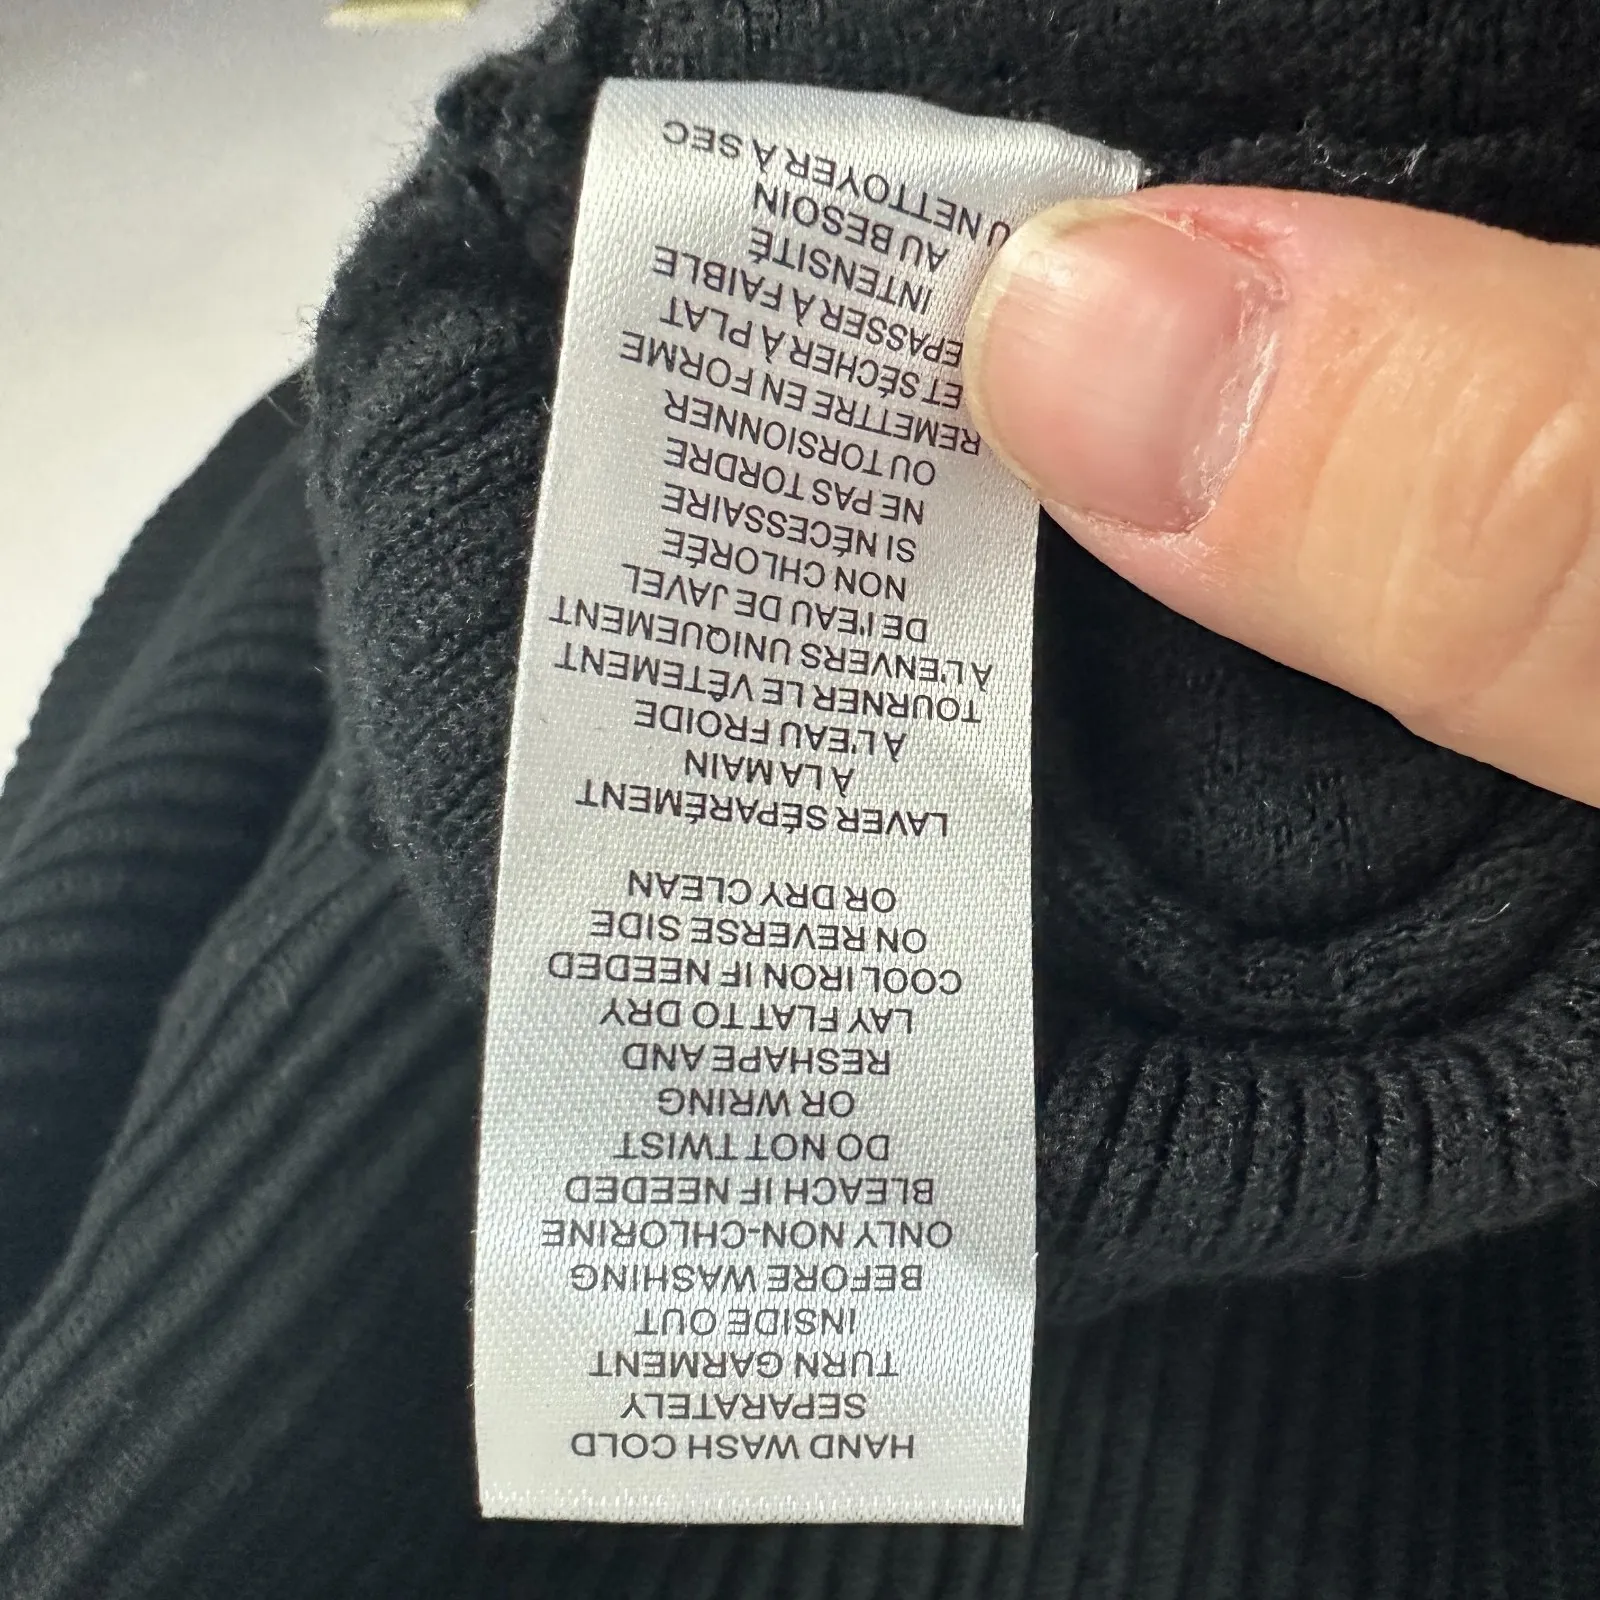 HAND WASH COLD
SEPARATELY
TURN GARMENT
INSIDE OUT
BEFORE WASHING
ONLY NON-CHLORINE
BLEACH IF NEEDED
DO NOT TWIST
OR WRING
RESHAPE AND
LAY FLAT TO DRY
COOL IRON IF NEEDED
ON REVERSE SIDE
OR DRY CLEAN
LAVER SÉPARÉMENT
À LA MAIN
À L'EAU FROIDE
TOURNER LE VÊTEMENT
À L'ENVERS UNIQUEMENT
DE l'EAU DE JAVEL
NON CHLORÉE
SI NÉCESSAIRE
NE PAS TORDRE
OU TORSIONNER
REMETTRE EN FORME
ET SÉCHER À PLAT
À FAIBLE
INTENSITÉ
AU BESOIN
NETTOYER À SEC